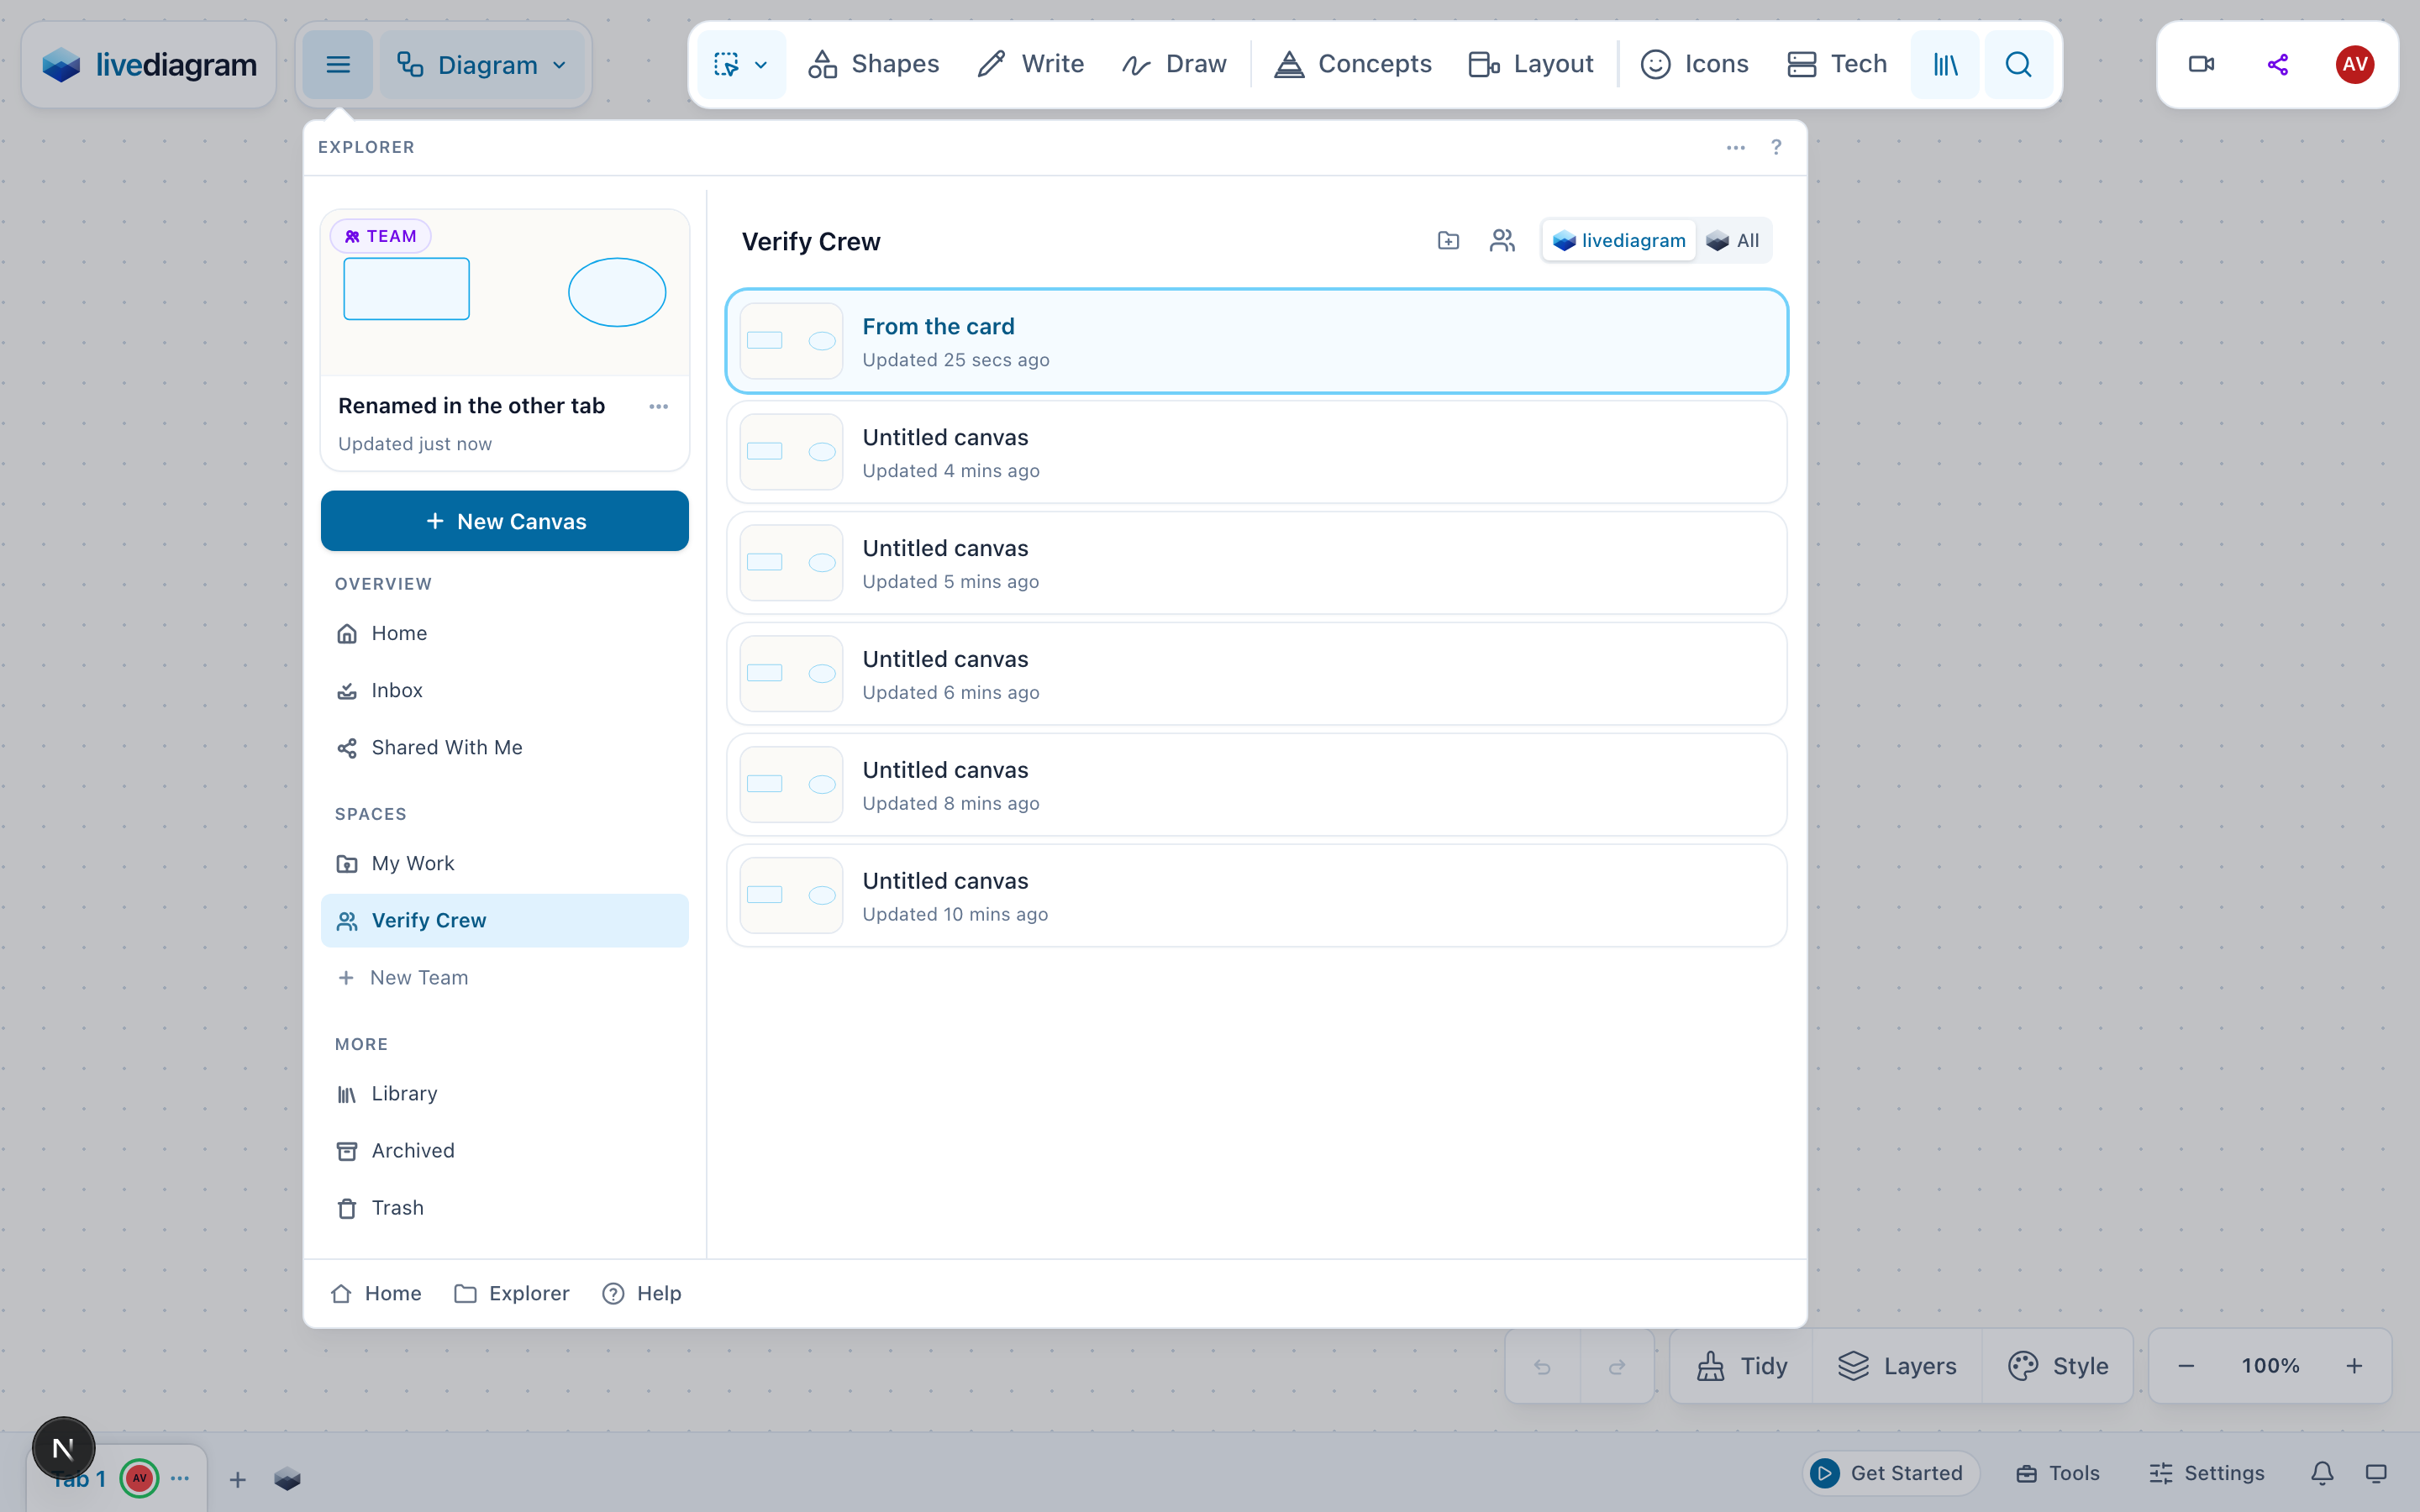 livediagram
Diagram
Shapes
Write
Draw
Concepts
Layout
Icons
Tech
AV
EXPLORER
?
TEAM
Renamed in the other tab
Updated just now
+ New Canvas
OVERVIEW
Home
Inbox
Shared With Me
SPACES
My Work
Verify Crew
+ New Team
MORE
Library
Archived
Trash
Verify Crew
livediagram
All
From the card
Updated 25 secs ago
Untitled canvas
Updated 4 mins ago
Untitled canvas
Updated 5 mins ago
Untitled canvas
Updated 6 mins ago
Untitled canvas
Updated 8 mins ago
Untitled canvas
Updated 10 mins ago
Home
Explorer
Help
Tidy
Layers
Style
− 100% +
N
Tab 1
AV
+
Get Started
Tools
Settings